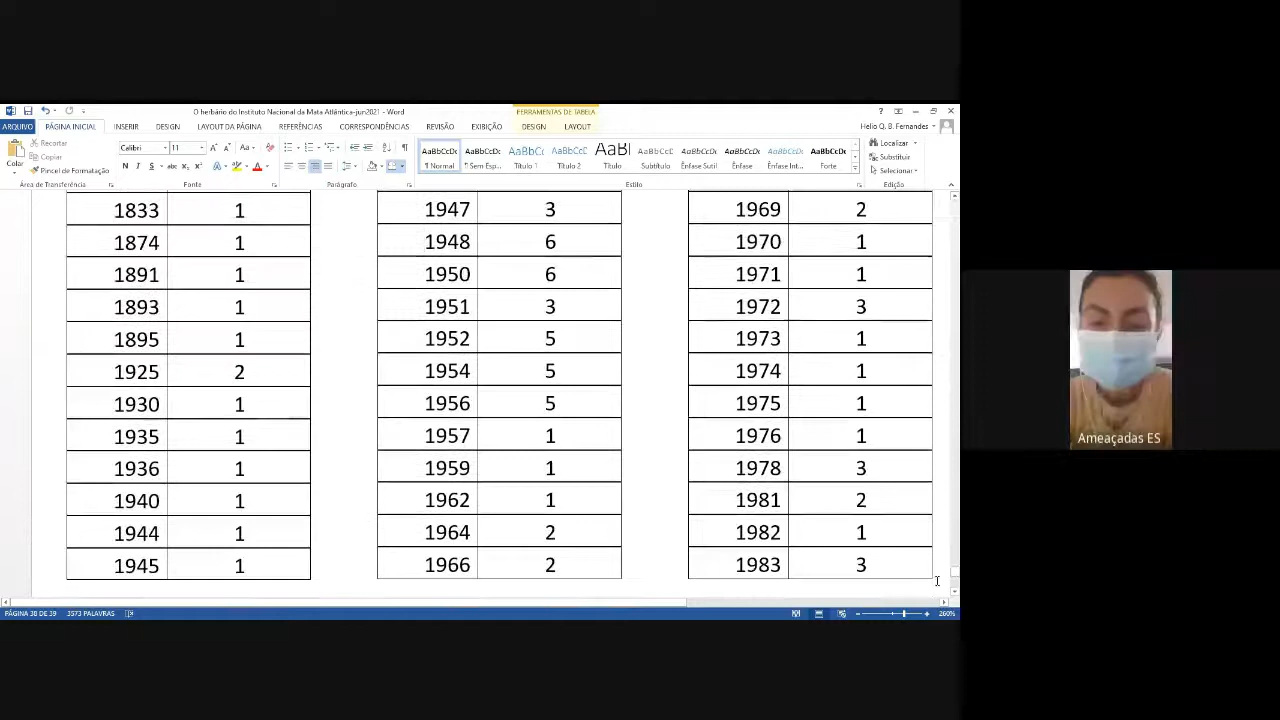 O herbário do Instituto Nacional da Mata Atlântica-jun2021 - Word
FERRAMENTAS DE TABELA
ARQUIVO PÁGINA INICIAL INSERIR DESIGN LAYOUT DA PÁGINA REFERÊNCIAS CORRESPONDÊNCIAS REVISÃO EXIBIÇÃO DESIGN LAYOUT Helio Q. B. Fernandes
Recortar
Copiar
Pincel de Formatação
Colar
Calibri 11
N I S abc x₂ x²
AaBbCcDc AaBbCcDc AaBbCc AaBbCcC AaBl AaBbCcC AaBbCcDc AaBbCcDc AaBbCcDc AaBbCcDc
¶ Normal ¶ Sem Esp... Título 1 Título 2 Título Subtítulo Ênfase Sutil Ênfase Ênfase Int... Forte
Localizar
Substituir
Selecionar
Área de Transferência Fonte Parágrafo Estilo Edição
1833 1 1947 3 1969 2
1874 1 1948 6 1970 1
1891 1 1950 6 1971 1
1893 1 1951 3 1972 3
1895 1 1952 5 1973 1
1925 2 1954 5 1974 1
1930 1 1956 5 1975 1
1935 1 1957 1 1976 1
1936 1 1959 1 1978 3
1940 1 1962 1 1981 2
1944 1 1964 2 1982 1
1945 1 1966 2 1983 3
PÁGINA 38 DE 39 3573 PALAVRAS 260%
Ameaçadas ES